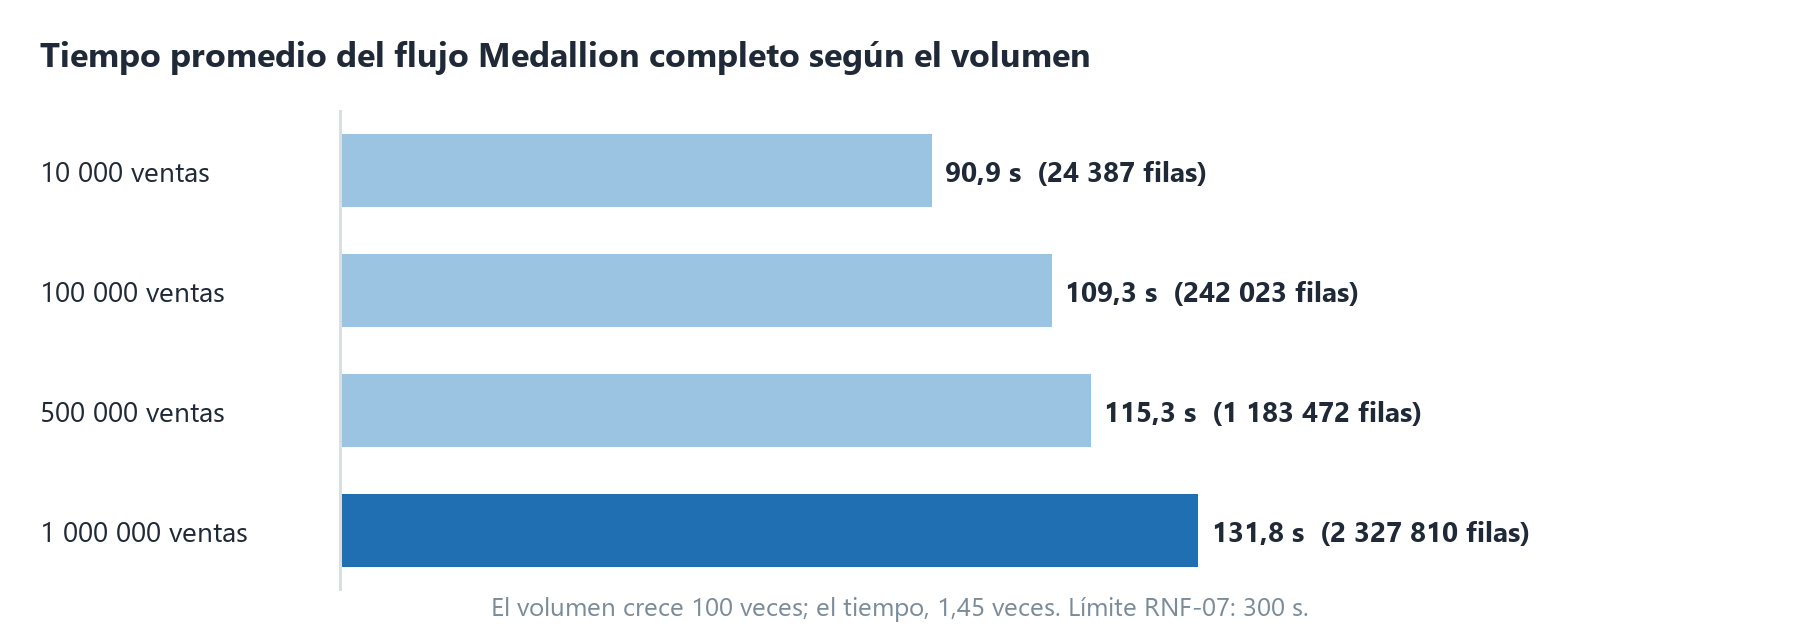 Tiempo promedio del flujo Medallion completo según el volumen
10 000 ventas
90,9 s (24 387 filas)
100 000 ventas
109,3 s (242 023 filas)
500 000 ventas
115,3 s (1 183 472 filas)
1 000 000 ventas
131,8 s (2 327 810 filas)
El volumen crece 100 veces; el tiempo, 1,45 veces. Límite RNF-07: 300 s.